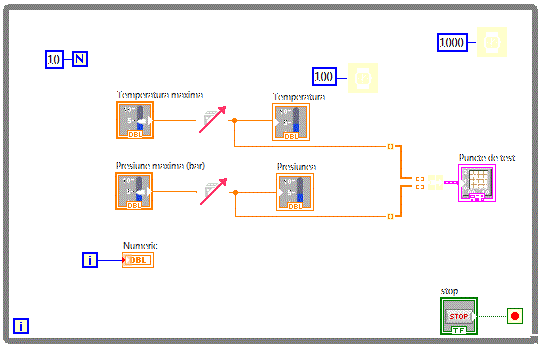 1000
10 N
100
Temperatura maxima
Temperatura
DBL
DBL
Presiune maxima (bar)
Presiunea
Puncte de test
DBL
DBL
Numeric
i
DBL
stop
STOP
TF
i